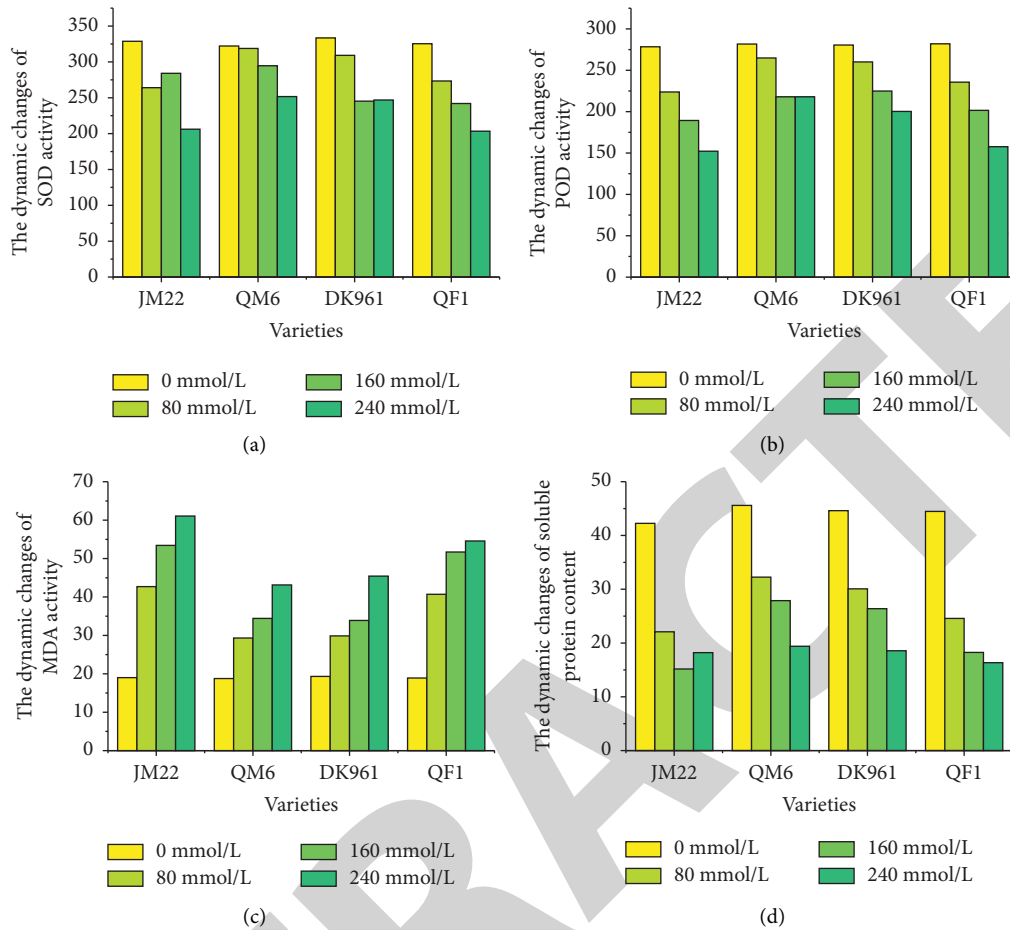 The dynamic changes of
SOD activity
350
300
250
200
150
100
50
0
JM22 QM6 DK961 QF1
Varieties
0 mmol/L 160 mmol/L
80 mmol/L 240 mmol/L
(a)
The dynamic changes of
POD activity
300
250
200
150
100
50
0
JM22 QM6 DK961 QF1
Varieties
0 mmol/L 160 mmol/L
80 mmol/L 240 mmol/L
(b)
The dynamic changes of
MDA activity
70
60
50
40
30
20
10
0
JM22 QM6 DK961 QF1
Varieties
0 mmol/L 160 mmol/L
80 mmol/L 240 mmol/L
(c)
The dynamic changes of soluble
protein content
50
40
30
20
10
0
JM22 QM6 DK961 QF1
Varieties
0 mmol/L 160 mmol/L
80 mmol/L 240 mmol/L
(d)